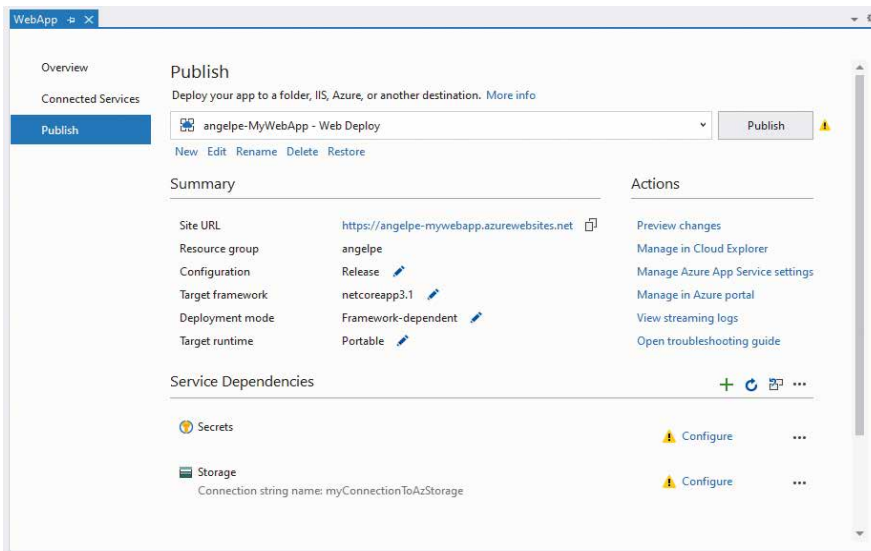 WebApp
Overview
Connected Services
Publish
Publish
Deploy your app to a folder, IIS, Azure, or another destination. More info
angelpe-MyWebApp - Web Deploy
Publish
New Edit Rename Delete Restore
Summary
Site URL https://angelpe-mywebapp.azurewebsites.net
Resource group angelpe
Configuration Release
Target framework netcoreapp3.1
Deployment mode Framework-dependent
Target runtime Portable
Actions
Preview changes
Manage in Cloud Explorer
Manage Azure App Service settings
Manage in Azure portal
View streaming logs
Open troubleshooting guide
Service Dependencies
Secrets
Configure
Storage
Connection string name: myConnectionToAzStorage
Configure